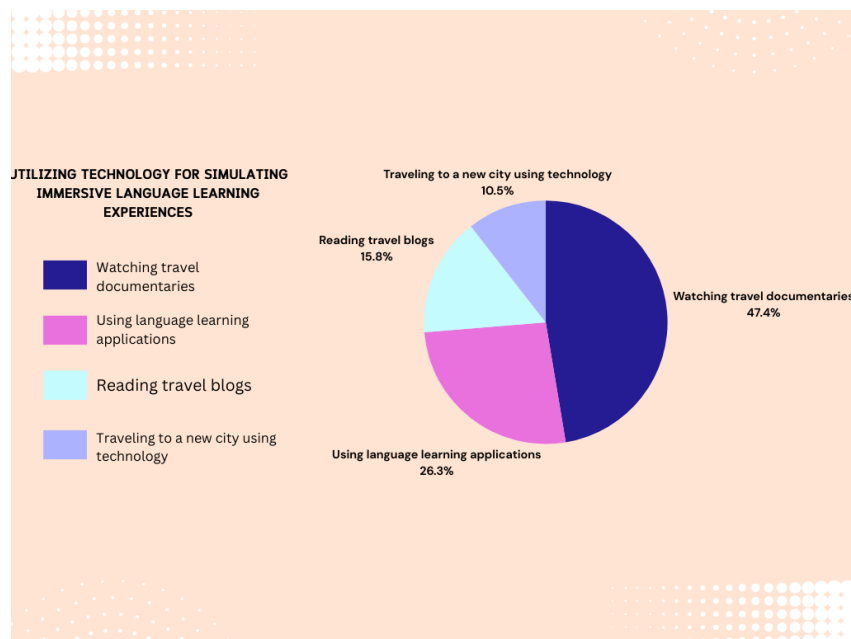 UTILIZING TECHNOLOGY FOR SIMULATING
IMMERSIVE LANGUAGE LEARNING
EXPERIENCES
Watching travel
documentaries
Using language learning
applications
Reading travel blogs
Traveling to a new city using
technology
Traveling to a new city using technology
10.5%
Reading travel blogs
15.8%
Watching travel documentaries
47.4%
Using language learning applications
26.3%